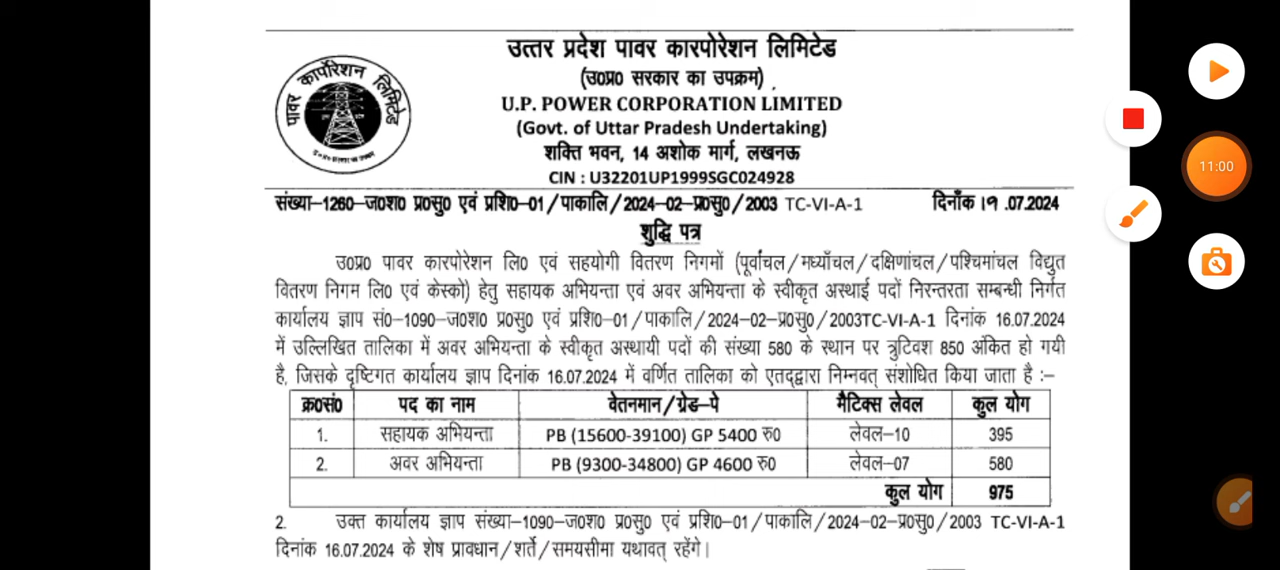 उत्तर प्रदेश पावर कारपोरेशन लिमिटेड
(उ0प्र0 सरकार का उपक्रम)
U.P. POWER CORPORATION LIMITED
(Govt. of Uttar Pradesh Undertaking)
शक्ति भवन, 14 अशोक मार्ग, लखनऊ
CIN : U32201UP1999SGC024928
पावर कार्पोरेशन लिमिटेड
संख्या–1260–ज0श0 प्र0सु0 एवं प्रशि0–01/पाकालि/2024–02–प्र0सु0/2003 TC-VI-A-1 दिनाँक 19.07.2024
शुद्धि पत्र
उ0प्र0 पावर कारपोरेशन लि0 एवं सहयोगी वितरण निगमों (पूर्वांचल/मध्याँचल/दक्षिणांचल/पश्चिमांचल विद्युत
वितरण निगम लि0 एवं केस्को) हेतु सहायक अभियन्ता एवं अवर अभियन्ता के स्वीकृत अस्थाई पदों निरन्तरता सम्बन्धी निर्गत
कार्यालय ज्ञाप सं0–1090–ज0श0 प्र0सु0 एवं प्रशि0–01/पाकालि/2024–02–प्र0सु0/2003TC-VI-A-1 दिनांक 16.07.2024
में उल्लिखित तालिका में अवर अभियन्ता के स्वीकृत अस्थायी पदों की संख्या 580 के स्थान पर त्रुटिवश 850 अंकित हो गयी
है, जिसके दृष्टिगत कार्यालय ज्ञाप दिनांक 16.07.2024 में वर्णित तालिका को एतद्द्वारा निम्नवत् संशोधित किया जाता है :–
क्र0सं0 पद का नाम वेतनमान/ग्रेड–पे मैटिक्स लेवल कुल योग
1. सहायक अभियन्ता PB (15600-39100) GP 5400 रु0 लेवल–10 395
2. अवर अभियन्ता PB (9300-34800) GP 4600 रु0 लेवल–07 580
कुल योग 975
2. उक्त कार्यालय ज्ञाप संख्या–1090–ज0श0 प्र0सु0 एवं प्रशि0–01/पाकालि/2024–02–प्र0सु0/2003 TC-VI-A-1
दिनांक 16.07.2024 के शेष प्रावधान/शर्ते/समयसीमा यथावत् रहेंगे।
11:00